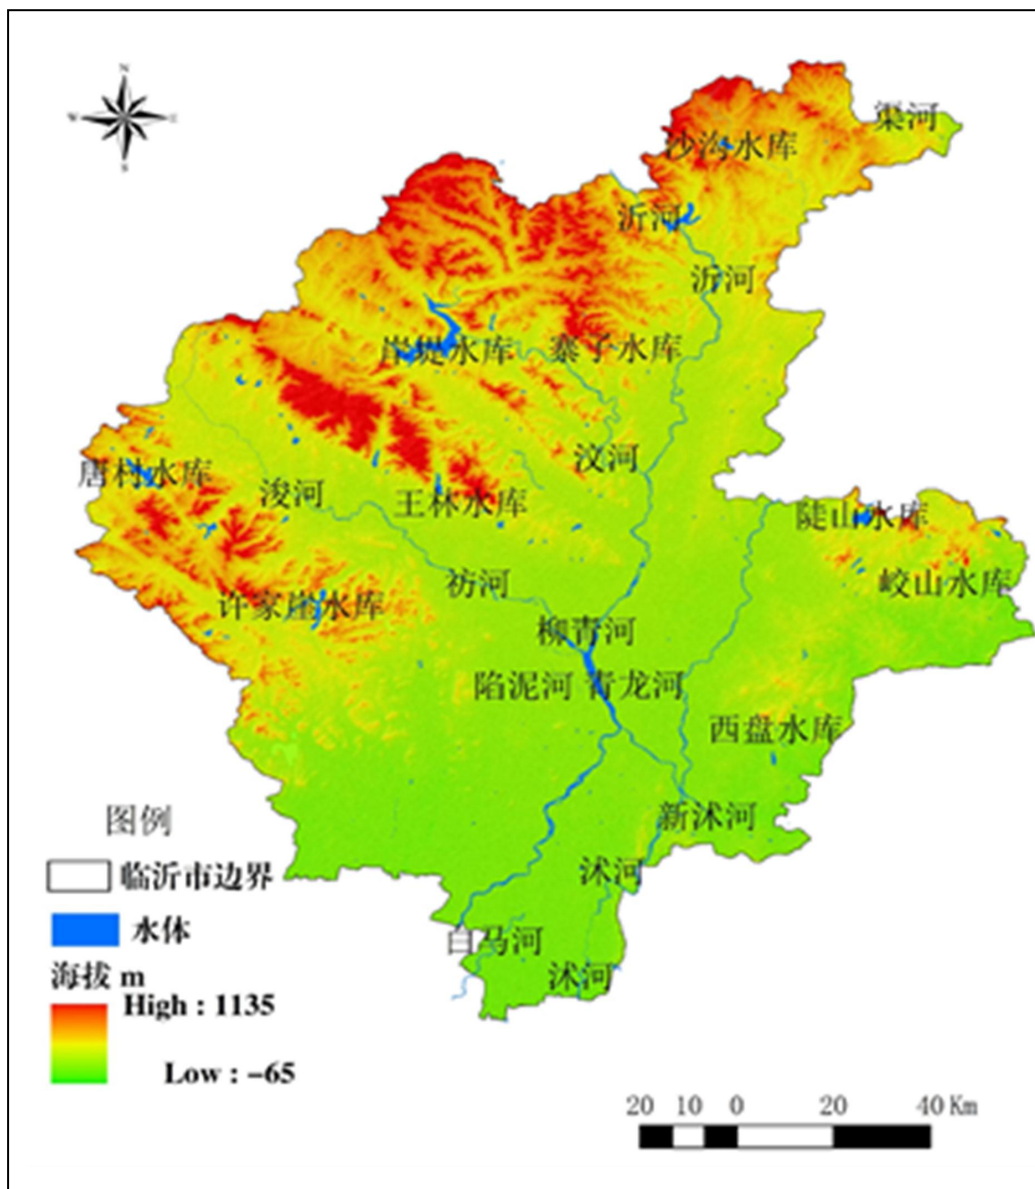 N
W
E
S
渠河
沙沟水库
沂河
沂河
岸堤水库
寨子水库
汶河
唐村水库
浚河
王林水库
陡山水库
祊河
峧山水库
许家崖水库
柳青河
陷泥河
青龙河
西盘水库
新沭河
沭河
白马河
沭河
图例
临沂市边界
水体
海拔 m
High : 1135
Low : -65
20 10 0 20 40 Km